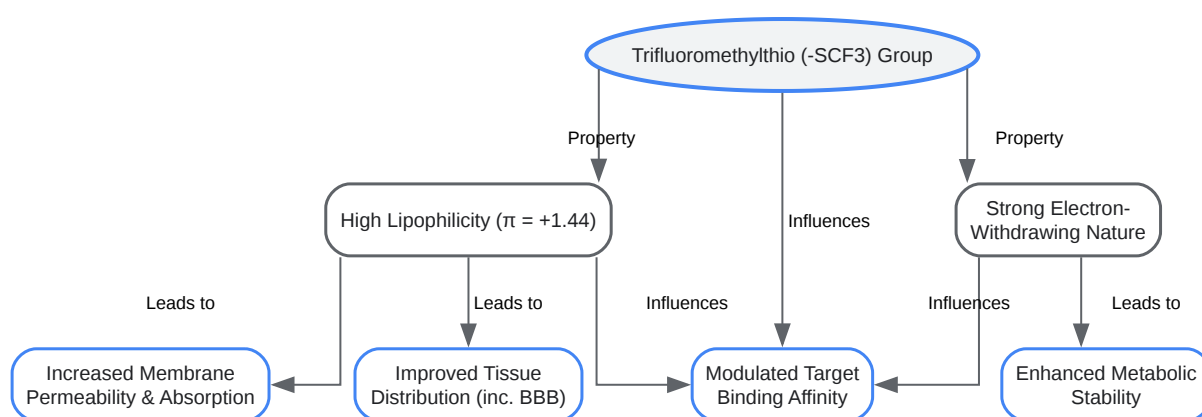 Trifluoromethylthio (-SCF3) Group
Property
Property
High Lipophilicity (π = +1.44)
Influences
Strong Electron-
Withdrawing Nature
Leads to
Leads to
Influences
Influences
Leads to
Increased Membrane
Permeability & Absorption
Improved Tissue
Distribution (inc. BBB)
Modulated Target
Binding Affinity
Enhanced Metabolic
Stability